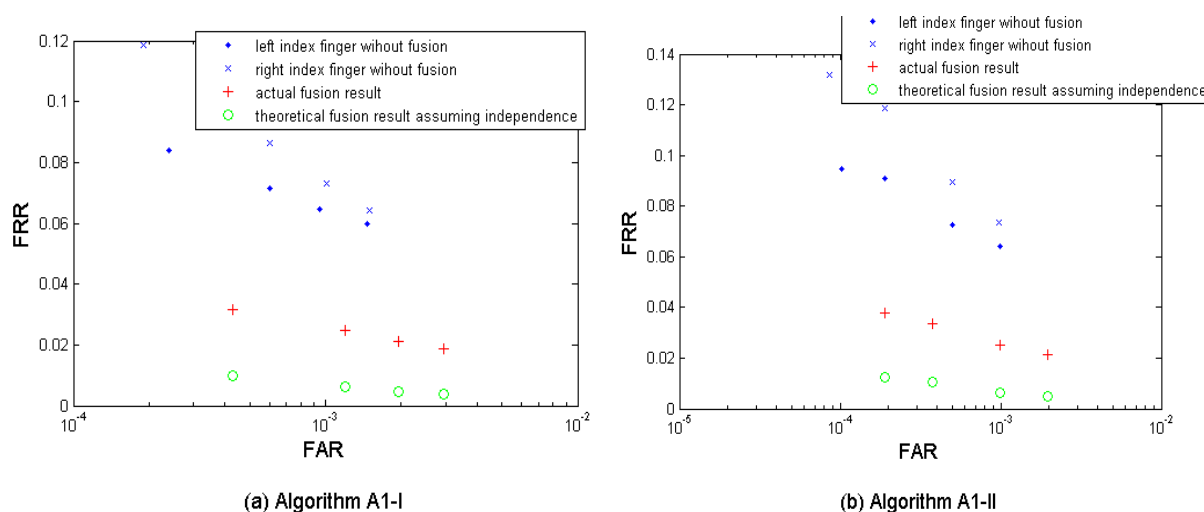 0.12
0.1
0.08
0.06
0.04
0.02
0
10-4
10-3
10-2
FRR
FAR
left index finger wihout fusion
right index finger wihout fusion
actual fusion result
theoretical fusion result assuming independence
(a) Algorithm A1-I
0.14
0.12
0.1
0.08
0.06
0.04
0.02
0
10-5
10-4
10-3
10-2
FRR
FAR
left index finger wihout fusion
right index finger wihout fusion
actual fusion result
theoretical fusion result assuming independence
(b) Algorithm A1-II